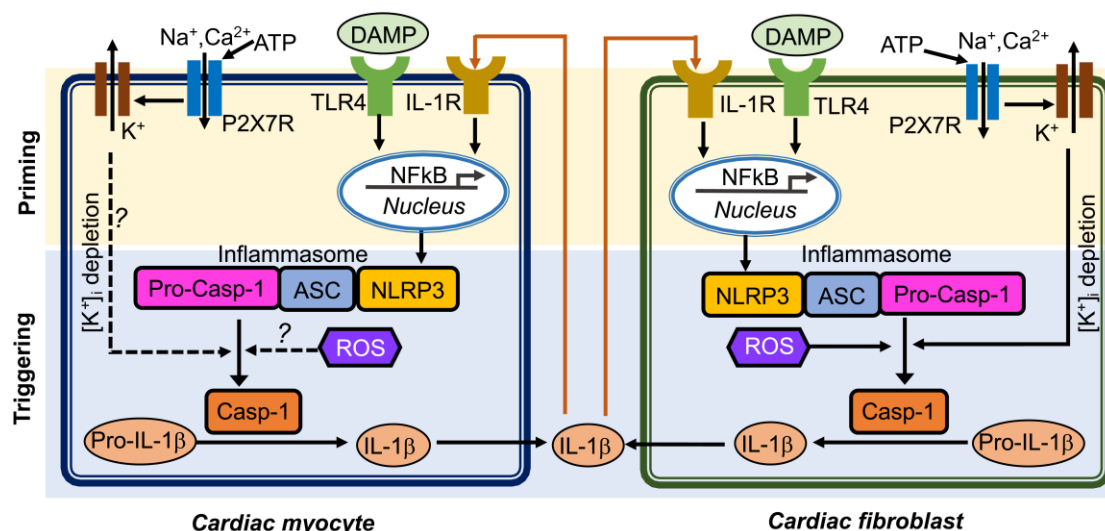 Priming
Triggering
Na⁺,Ca²⁺
ATP
DAMP
TLR4
IL-1R
K⁺
P2X7R
NFkB
Nucleus
?
[K⁺]ᵢ depletion
Inflammasome
Pro-Casp-1
ASC
NLRP3
?
ROS
Casp-1
Pro-IL-1β
IL-1β
Cardiac myocyte
IL-1β
DAMP
ATP
Na⁺,Ca²⁺
IL-1R
TLR4
P2X7R
K⁺
NFkB
Nucleus
[K⁺]ᵢ depletion
Inflammasome
NLRP3
ASC
Pro-Casp-1
ROS
Casp-1
IL-1β
Pro-IL-1β
Cardiac fibroblast